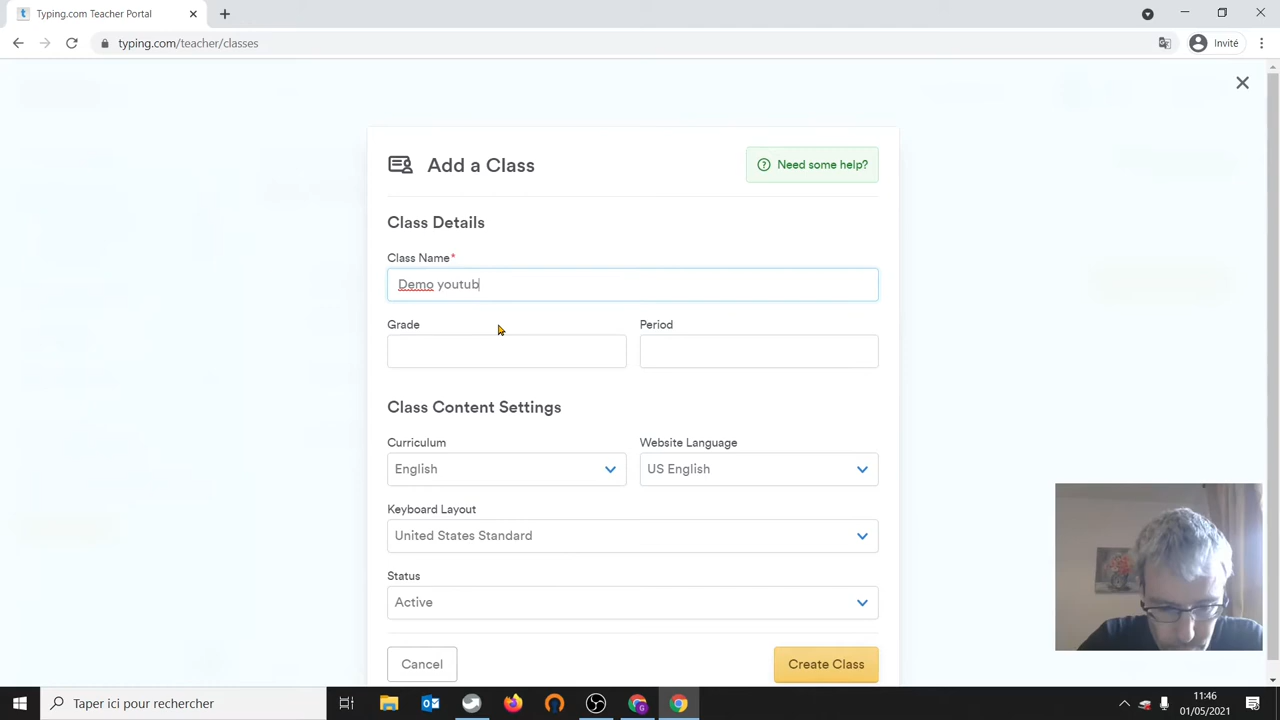 Typing.com Teacher Portal
typing.com/teacher/classes
Invité
Add a Class
Need some help?
Class Details
Class Name*
Demo youtub
Grade
Period
Class Content Settings
Curriculum
Website Language
English
US English
Keyboard Layout
United States Standard
Status
Active
Cancel
Create Class
Taper ici pour rechercher
11:46
01/05/2021